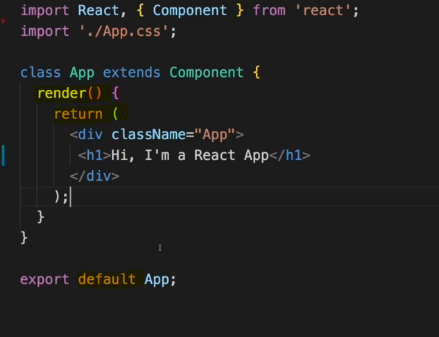 import React, { Component } from 'react';
import './App.css';
class App extends Component {
render() {
return (
<div className="App">
<h1>Hi, I'm a React App</h1>
</div>
);
}
}
export default App;